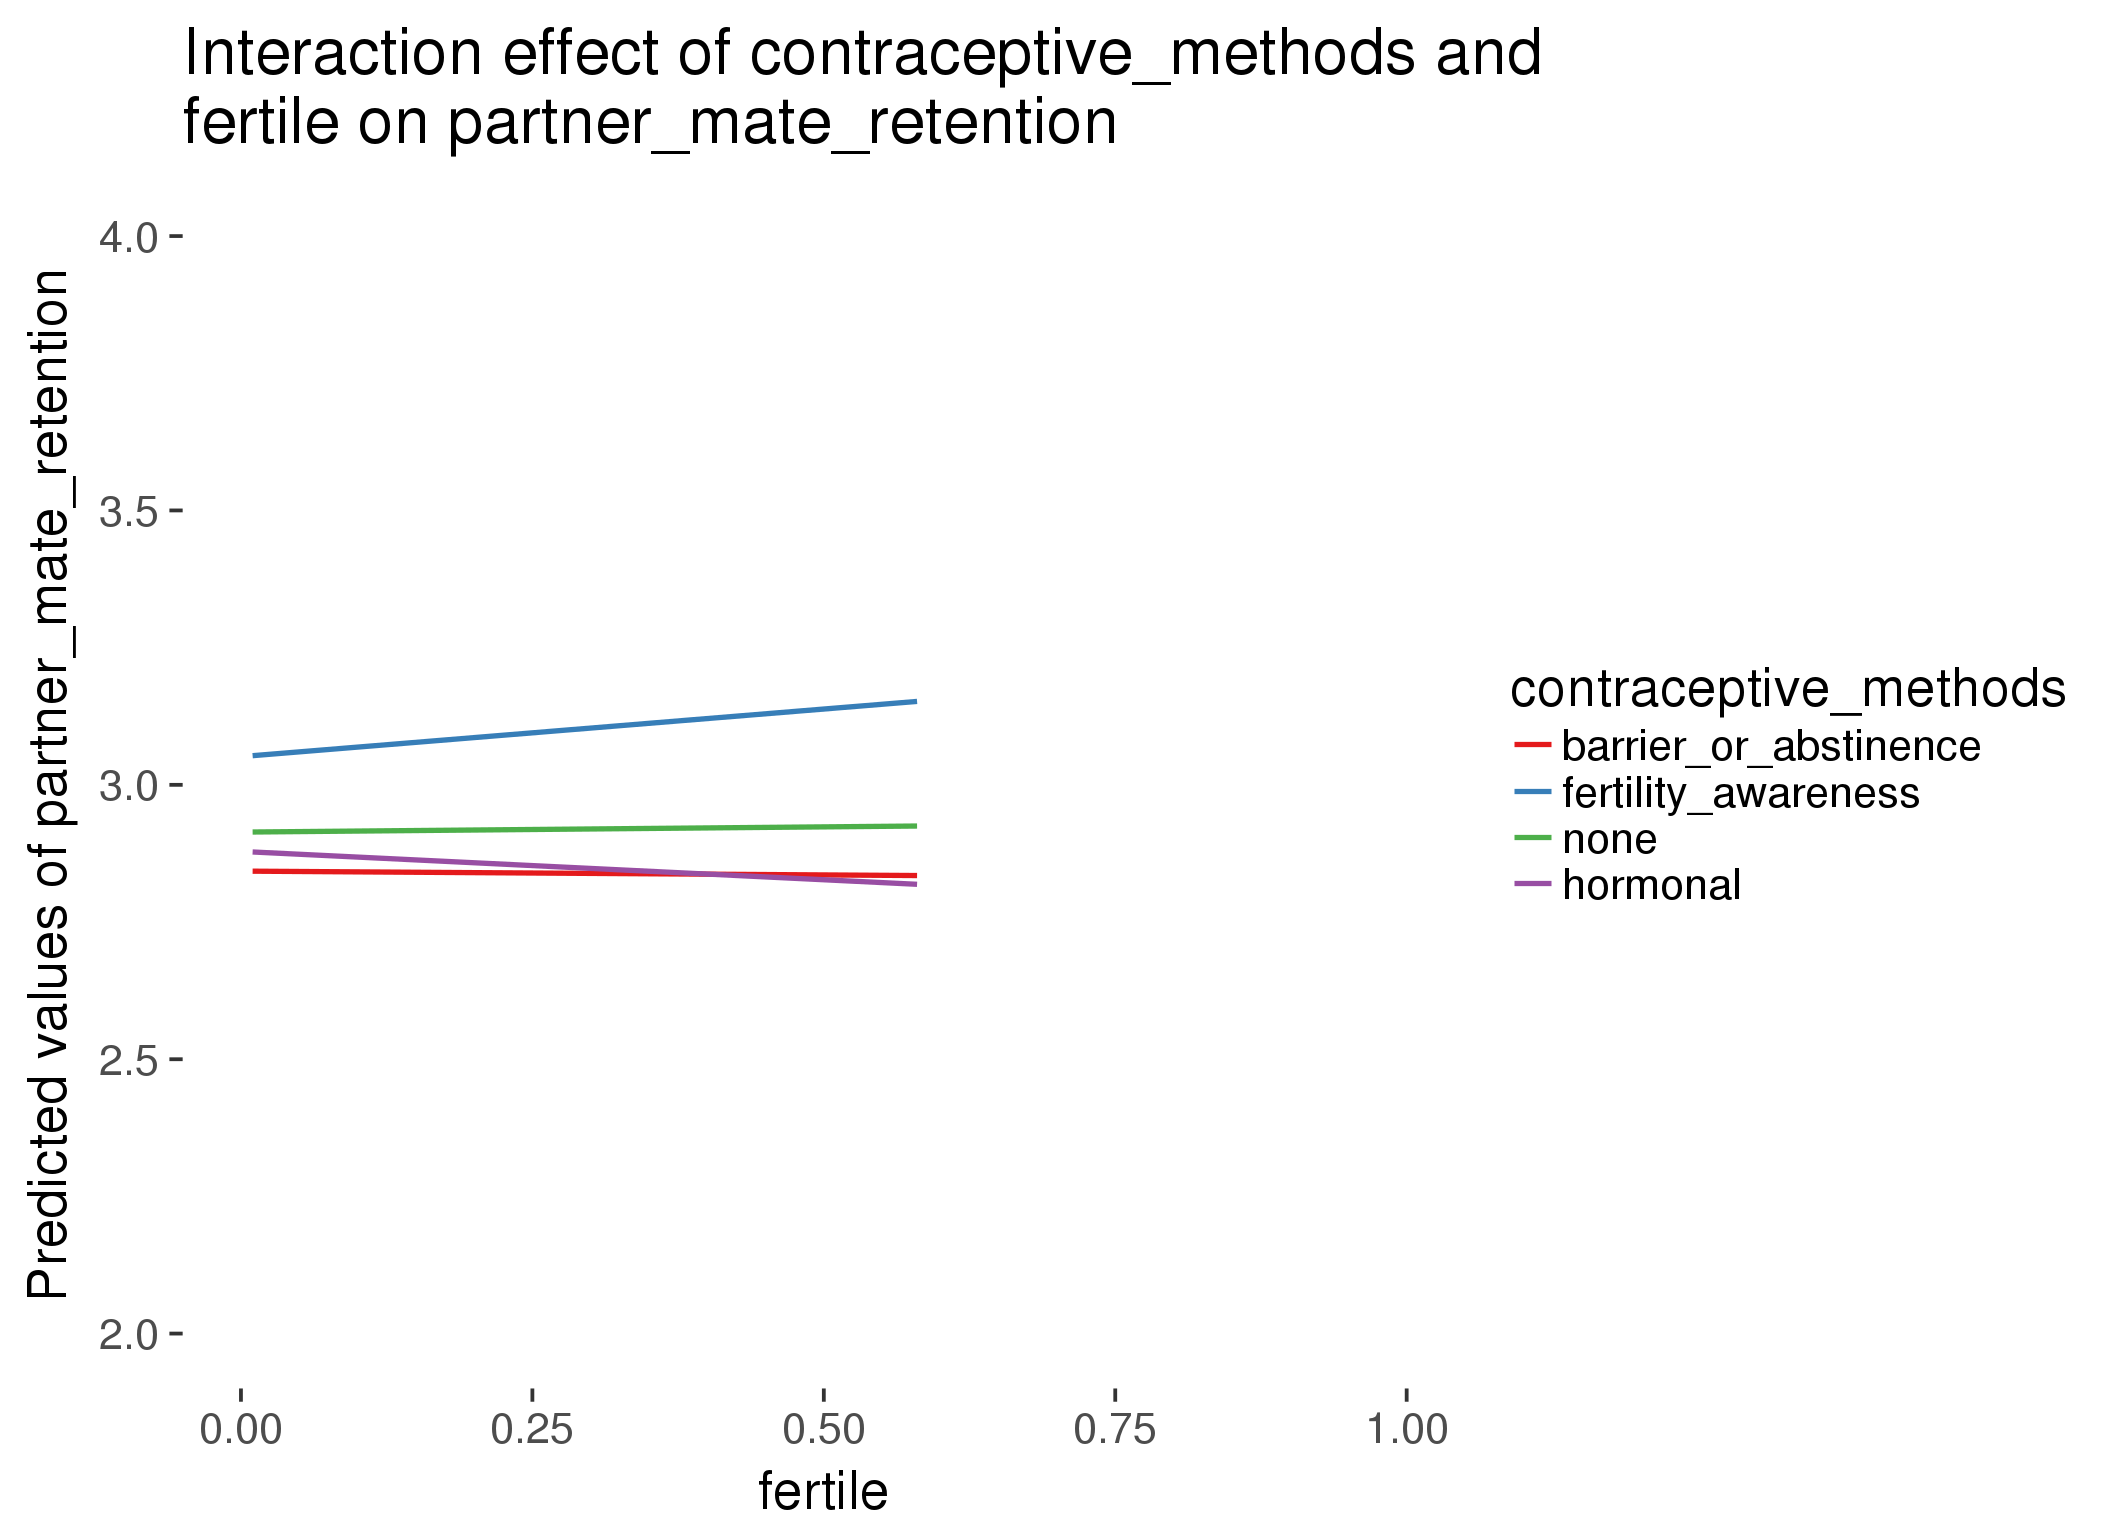 Interaction effect of contraceptive_methods and
fertile on partner_mate_retention
Predicted values of partner_mate_retention
4.0
3.5
3.0
2.5
2.0
0.00
0.25
0.50
0.75
1.00
fertile
contraceptive_methods
barrier_or_abstinence
fertility_awareness
none
hormonal